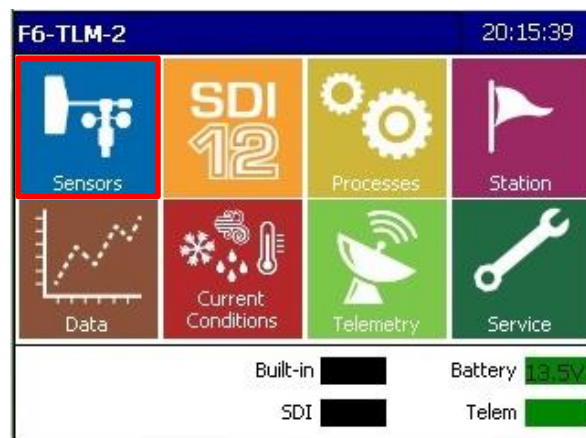 F6-TLM-2 20:15:39
SDI
12
Sensors Processes Station
Current
Data Conditions Telemetry Service
Built-in Battery 13.5V
SDI Telem